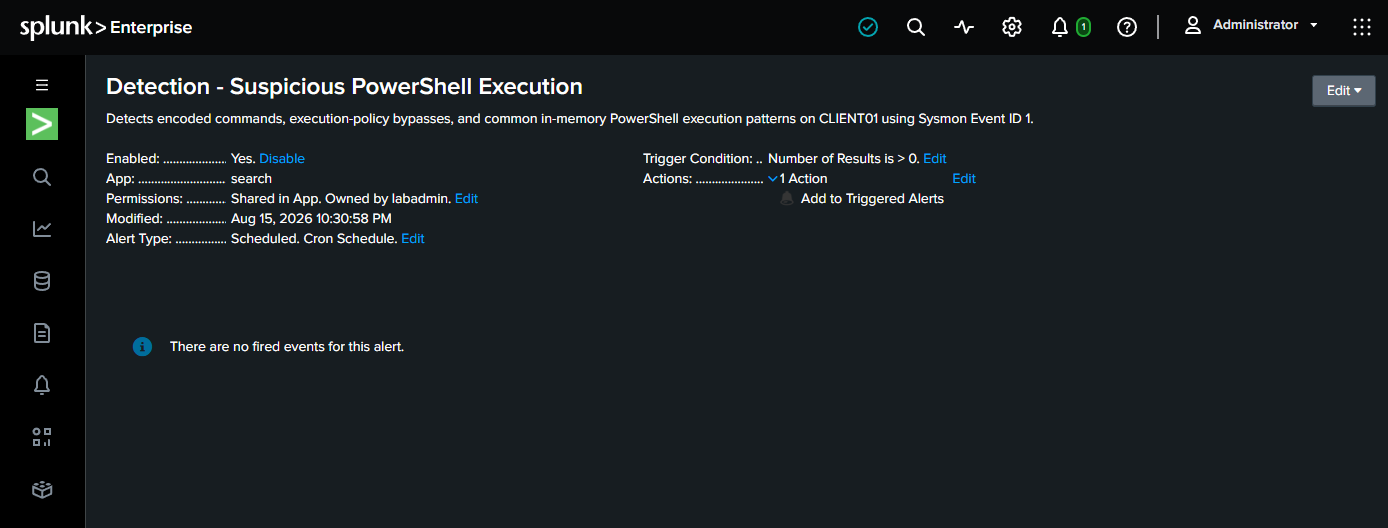 splunk> Enterprise
1
Administrator
Detection - Suspicious PowerShell Execution
Edit
Detects encoded commands, execution-policy bypasses, and common in-memory PowerShell execution patterns on CLIENT01 using Sysmon Event ID 1.
Enabled: .................... Yes. Disable
App: ........................... search
Permissions: ............ Shared in App. Owned by labadmin. Edit
Modified: .................. Aug 15, 2026 10:30:58 PM
Alert Type: ................ Scheduled. Cron Schedule. Edit
Trigger Condition: .. Number of Results is > 0. Edit
Actions: ..................... 1 Action Edit
Add to Triggered Alerts
There are no fired events for this alert.